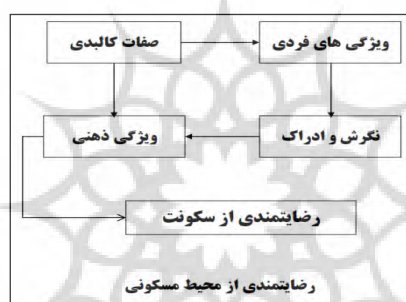 ویژگی های فردی
صفات کالبدی
نگرش و ادراک
ویژگی ذهنی
رضایتمندی از سکونت
رضایتمندی از محیط مسکونی